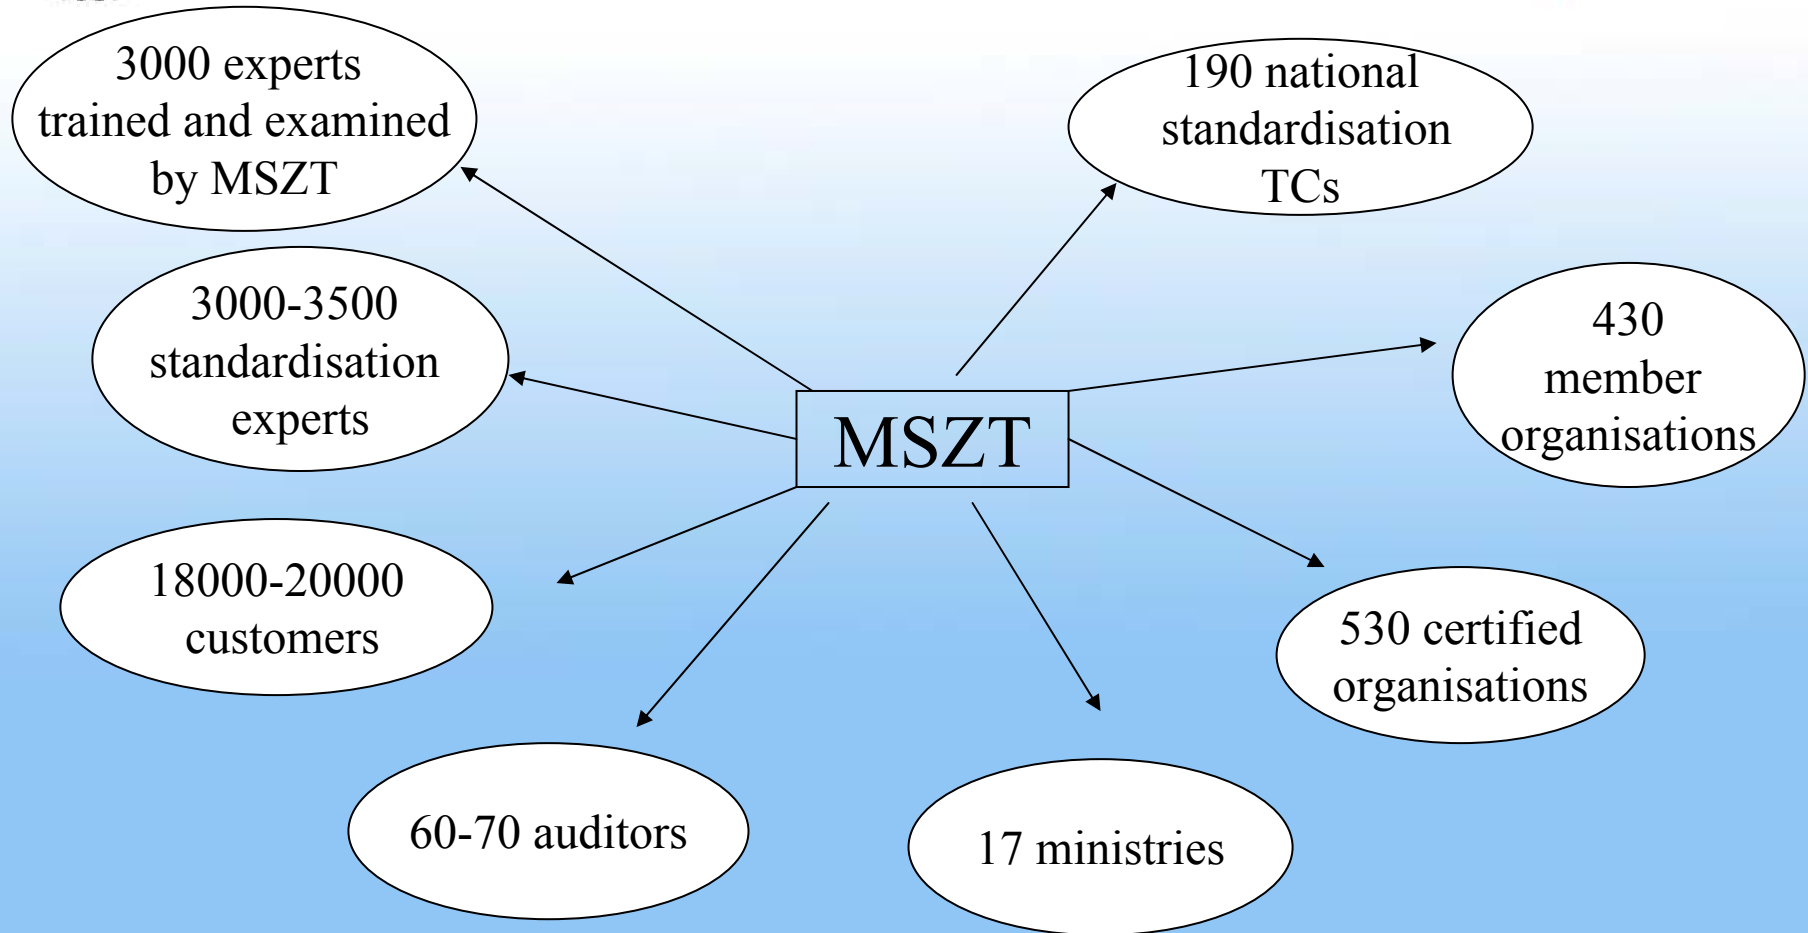 3000 experts
trained and examined
by MSZT
190 national
standardisation
TCs
3000-3500
standardisation
experts
430
member
organisations
MSZT
18000-20000
customers
530 certified
organisations
60-70 auditors
17 ministries